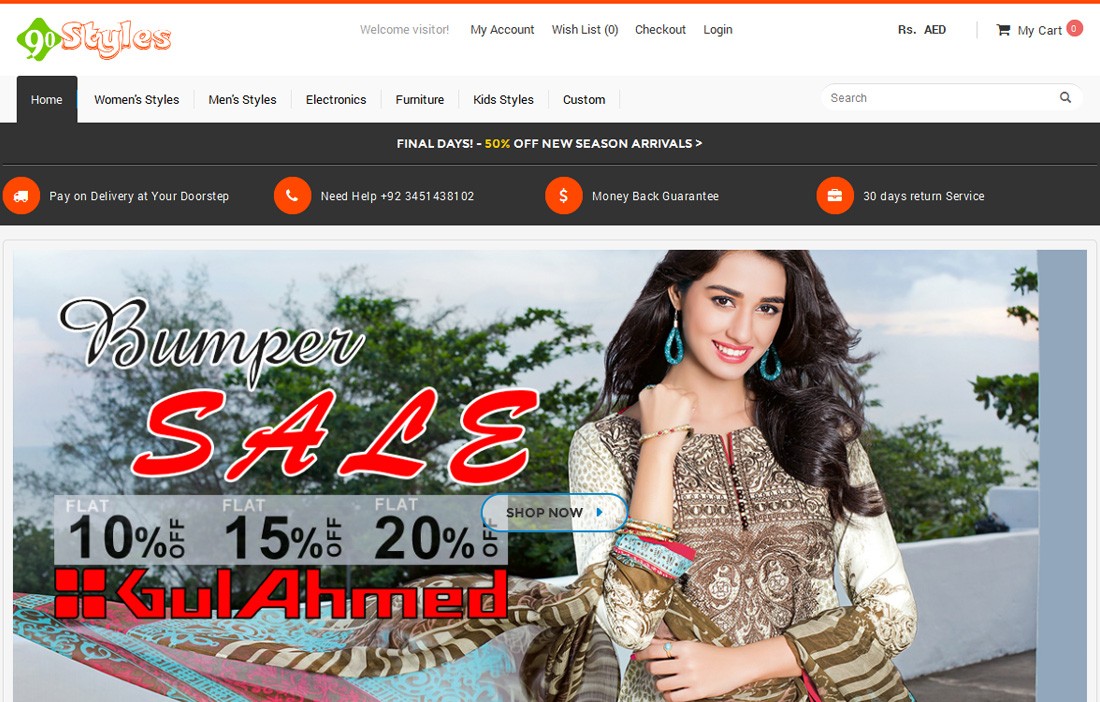 90 Styles
Welcome visitor! My Account Wish List (0) Checkout Login Rs. AED My Cart 0
Home Women's Styles Men's Styles Electronics Furniture Kids Styles Custom Search
FINAL DAYS! - 50% OFF NEW SEASON ARRIVALS >
Pay on Delivery at Your Doorstep Need Help +92 3451438102 Money Back Guarantee 30 days return Service
Bumper
SALE
FLAT FLAT FLAT
10% OFF 15% OFF 20% OFF
SHOP NOW
GulAhmed